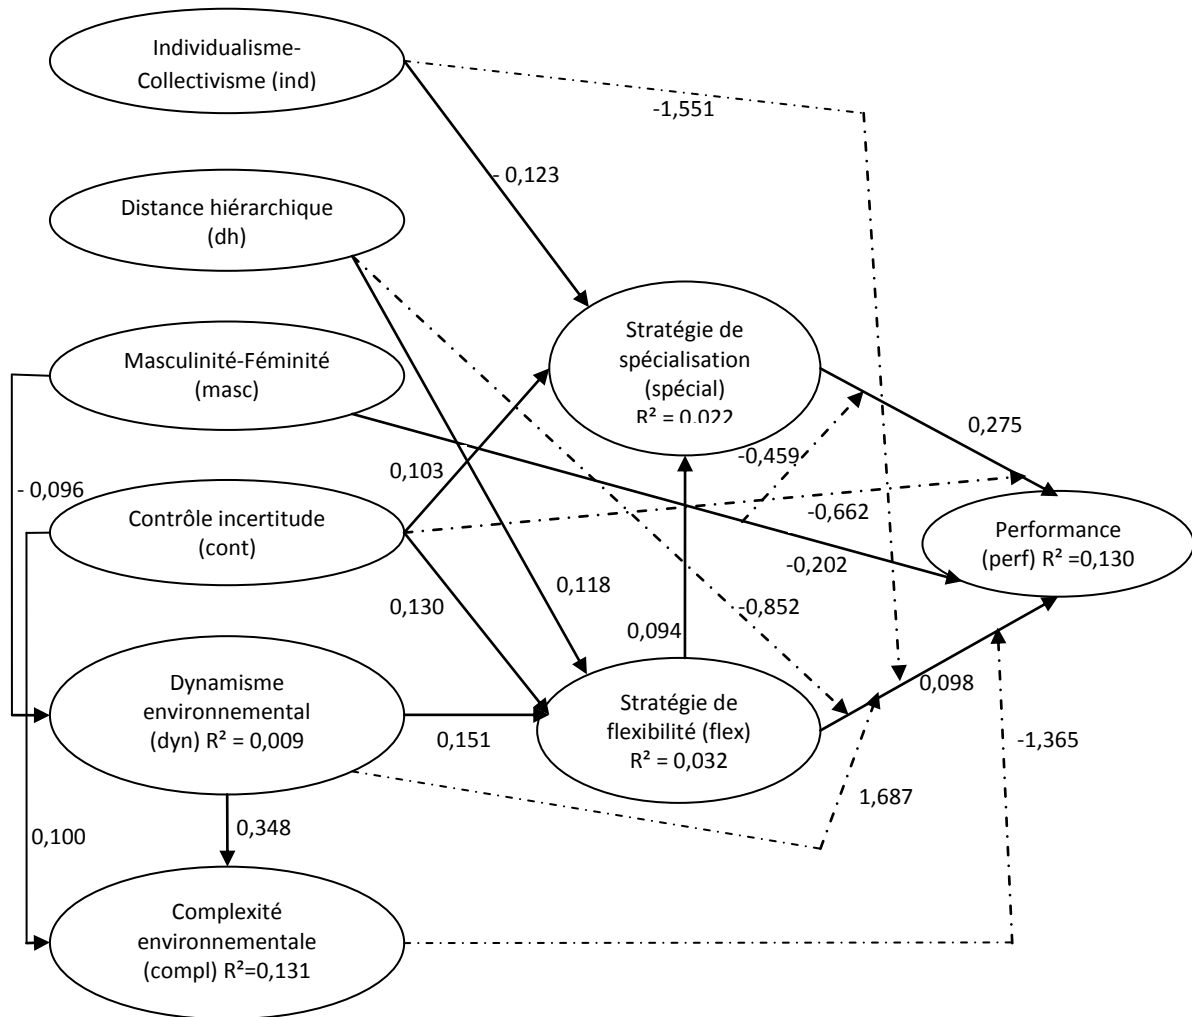 Individualisme-
Collectivisme (ind)
-1,551
- 0,123
Distance hiérarchique
(dh)
Stratégie de
spécialisation
(spécial)
R² = 0.022
Masculinité-Féminité
(masc)
0,275
-0,459
0,103
- 0,096
Contrôle incertitude
(cont)
-0,662
Performance
(perf) R² =0,130
-0,202
0,118
0,130
-0,852
0,094
Dynamisme
environnemental
(dyn) R² = 0,009
0,151
Stratégie de
flexibilité (flex)
R² = 0,032
0,098
-1,365
1,687
0,348
0,100
Complexité
environnementale
(compl) R²=0,131